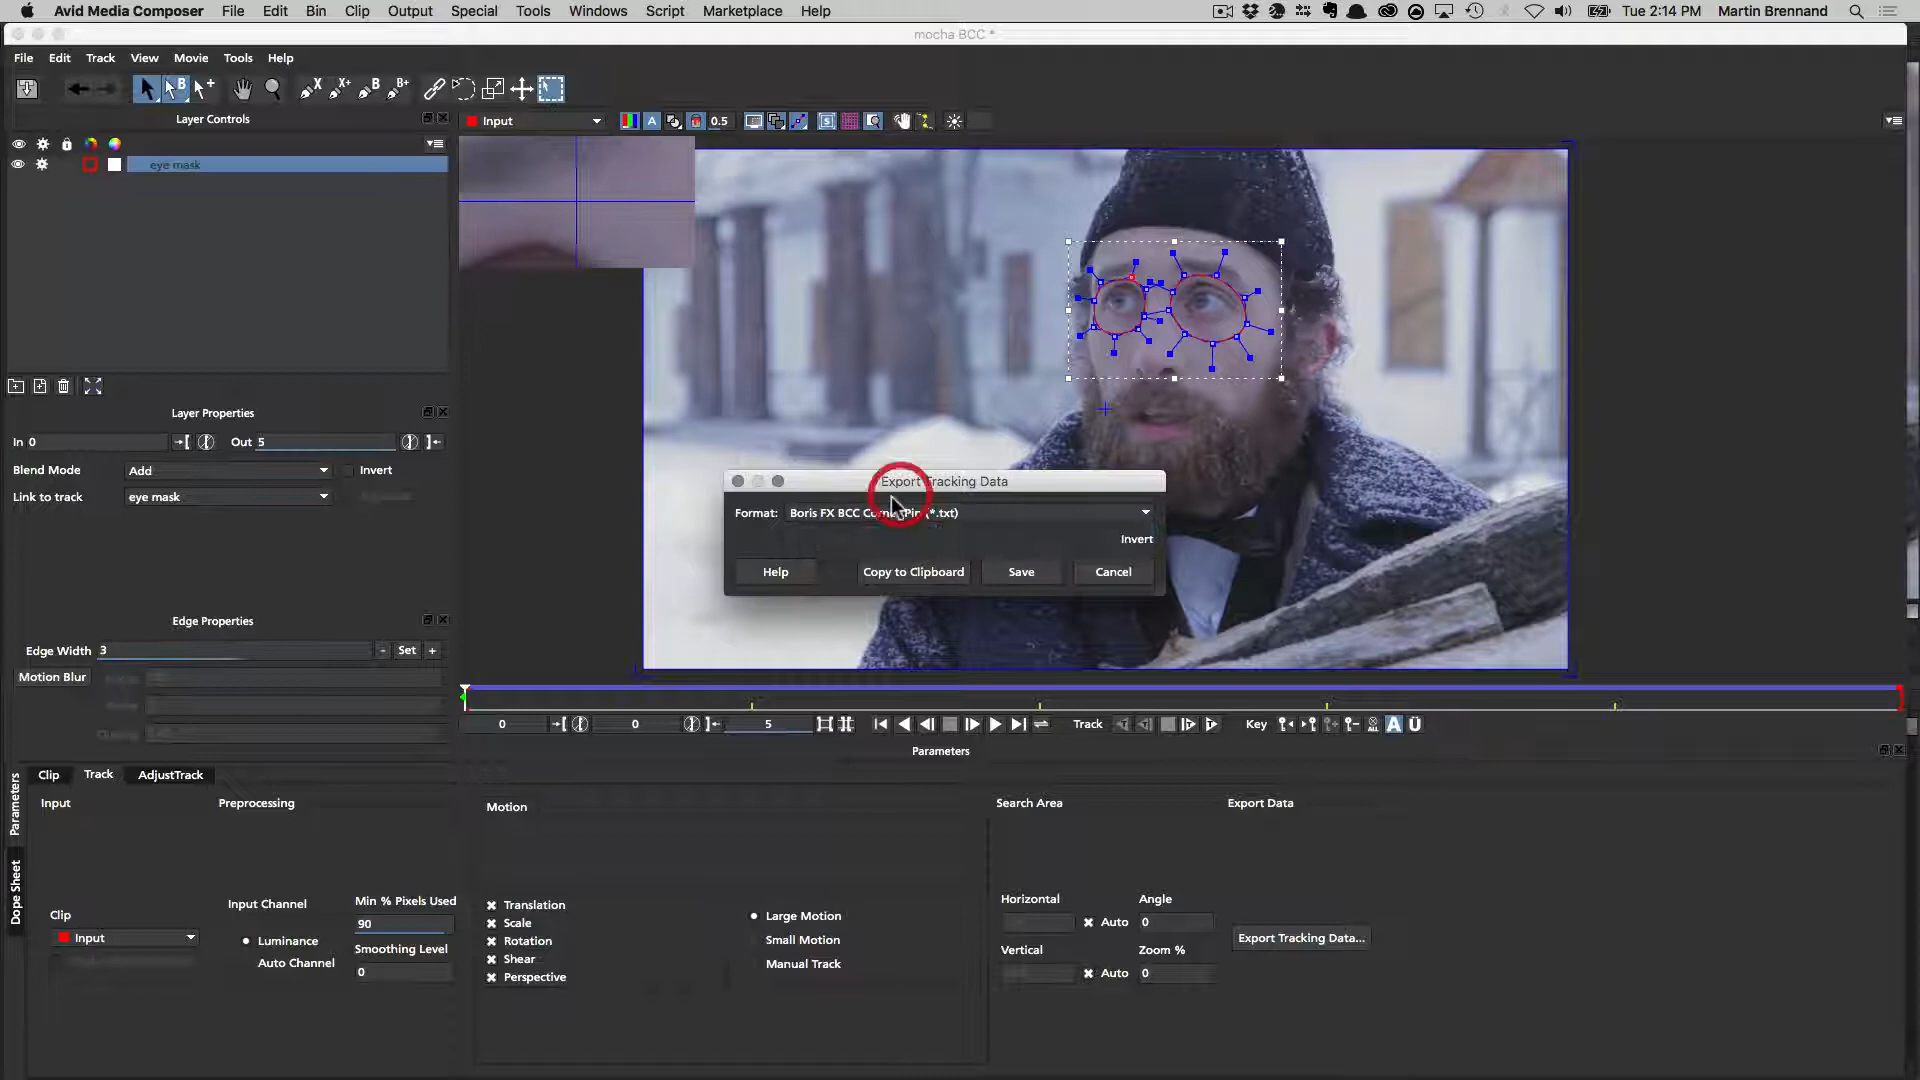 Avid Media Composer File Edit Bin Clip Output Special Tools Windows Script Marketplace Help Tue 2:14 PM Martin Brennand
mocha BCC *
File Edit Track View Movie Tools Help
Layer Controls
Input
0.5
eye mask
Layer Properties
In 0 Out 5
Blend Mode Add Invert
Link to track eye mask
Export Tracking Data
Format: Boris FX BCC Corner Pin (*.txt)
Invert
Help Copy to Clipboard Save Cancel
Edge Properties
Edge Width 3 - Set +
Motion Blur
0 0 5 Track Key
Parameters
Clip Track AdjustTrack
Parameters
Dope Sheet
Input Preprocessing Motion Search Area Export Data
Clip
Input
Input Channel
Luminance
Auto Channel
Min % Pixels Used
90
Smoothing Level
0
Translation
Scale
Rotation
Shear
Perspective
Large Motion
Small Motion
Manual Track
Horizontal Angle
Auto 0
Vertical Zoom %
Auto 0
Export Tracking Data...